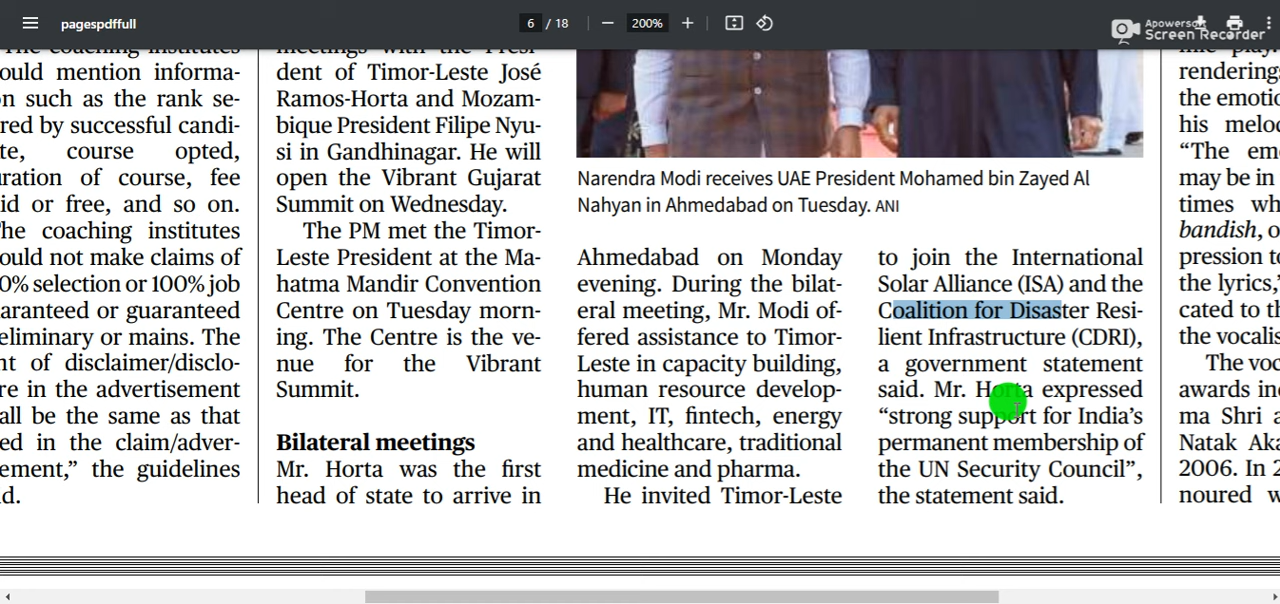 pagespdffull
6 / 18
200%
Apowersoft
Screen Recorder
The coaching institutes
ould mention informa-
n such as the rank se-
red by successful candi-
te, course opted,
uration of course, fee
id or free, and so on.
he coaching institutes
ould not make claims of
0% selection or 100% job
aranteed or guaranteed
eliminary or mains. The
nt of disclaimer/disclo-
re in the advertisement
all be the same as that
ed in the claim/adver-
ement,” the guidelines
d.
meetings with the Presi-
dent of Timor-Leste José
Ramos-Horta and Mozam-
bique President Filipe Nyu-
si in Gandhinagar. He will
open the Vibrant Gujarat
Summit on Wednesday.
The PM met the Timor-
Leste President at the Ma-
hatma Mandir Convention
Centre on Tuesday morn-
ing. The Centre is the ve-
nue for the Vibrant
Summit.
Bilateral meetings
Mr. Horta was the first
head of state to arrive in
Narendra Modi receives UAE President Mohamed bin Zayed Al
Nahyan in Ahmedabad on Tuesday. ANI
Ahmedabad on Monday
evening. During the bilat-
eral meeting, Mr. Modi of-
fered assistance to Timor-
Leste in capacity building,
human resource develop-
ment, IT, fintech, energy
and healthcare, traditional
medicine and pharma.
He invited Timor-Leste
to join the International
Solar Alliance (ISA) and the
Coalition for Disaster Resi-
lient Infrastructure (CDRI),
a government statement
said. Mr. Horta expressed
“strong support for India’s
permanent membership of
the UN Security Council”,
the statement said.
renderings
the emotio
his meloc
“The em
may be in
times wh
bandish, o
pression to
the lyrics,”
cated to th
the vocalis
The voc
awards in
ma Shri a
Natak Aka
2006. In 2
noured w